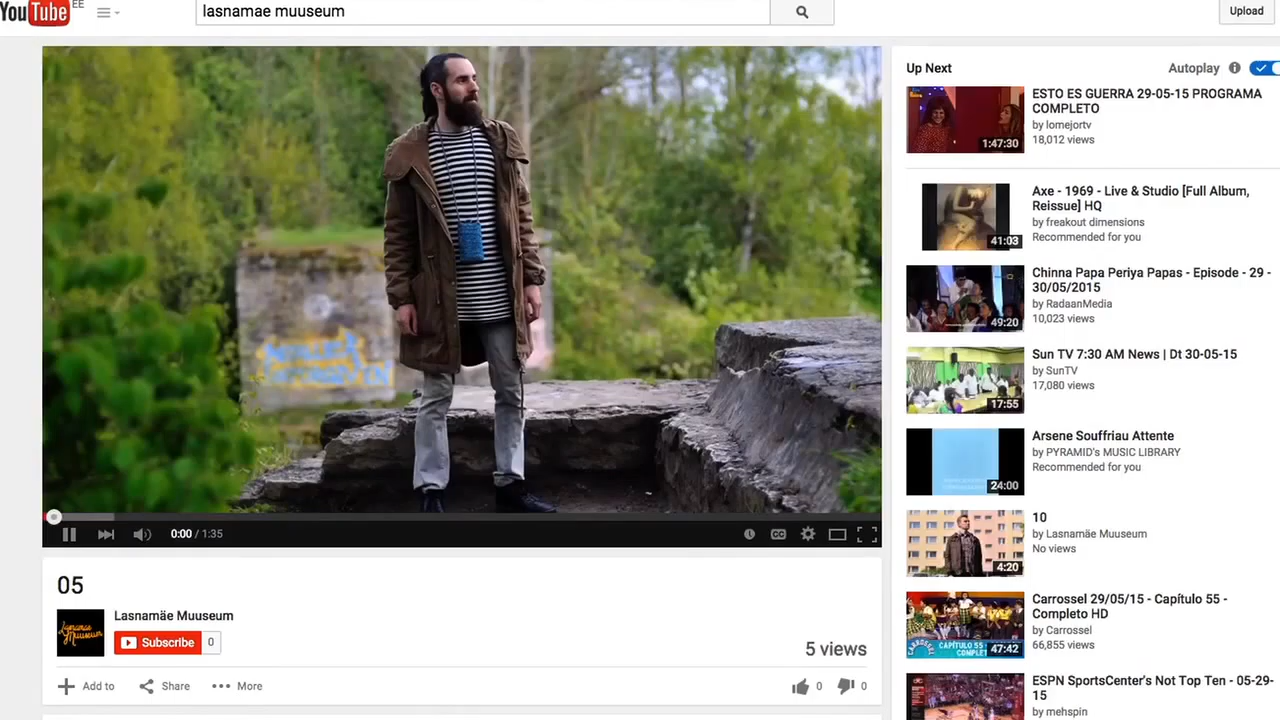 YouTube EE
lasnamae muuseum
Upload
Up Next
Autoplay
ESTO ES GUERRA 29-05-15 PROGRAMA
COMPLETO
by lomejortv
18,012 views
1:47:30
Axe - 1969 - Live & Studio [Full Album,
Reissue] HQ
by freakout dimensions
Recommended for you
41:03
Chinna Papa Periya Papas - Episode - 29 -
30/05/2015
by RadaanMedia
10,023 views
49:20
Sun TV 7:30 AM News | Dt 30-05-15
by SunTV
17,080 views
17:55
Arsene Souffriau Attente
by PYRAMID's MUSIC LIBRARY
Recommended for you
24:00
10
by Lasnamäe Muuseum
No views
4:20
Carrossel 29/05/15 - Capítulo 55 -
Completo HD
by Carrossel
66,855 views
CARROSSEL
CAPÍTULO 55
COMPLET
47:42
ESPN SportsCenter's Not Top Ten - 05-29-
15
by mehspin
0:00 / 1:35
CC
05
Lasnamäe Muuseum
Lasnamäe
Muuseum
Subscribe 0
5 views
Add to
Share
More
0
0